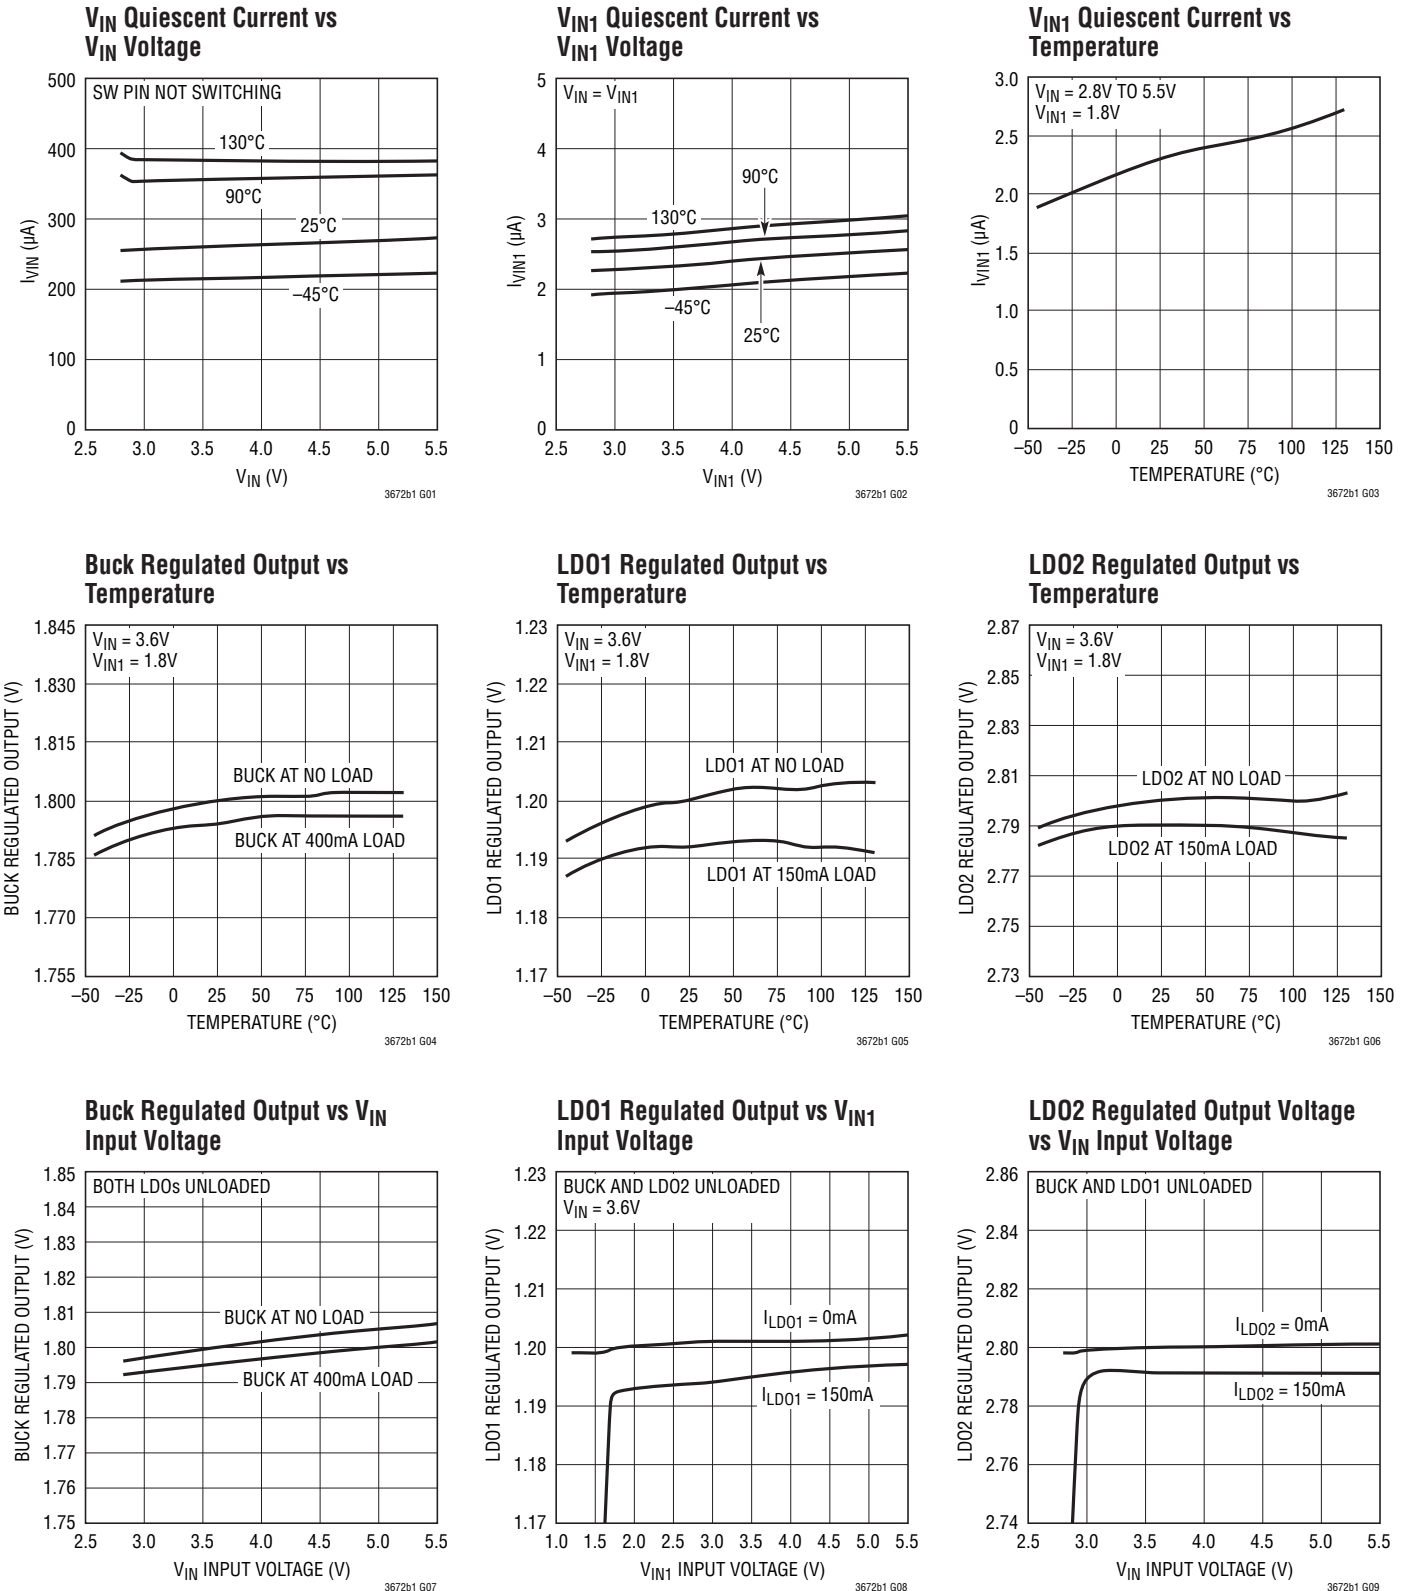 VIN Quiescent Current vs
VIN Voltage
500
400
300
200
100
0
IVIN (µA)
SW PIN NOT SWITCHING
130°C
90°C
25°C
–45°C
2.5 3.0 3.5 4.0 4.5 5.0 5.5
VIN (V)
3672b1 G01
VIN1 Quiescent Current vs
VIN1 Voltage
5
4
3
2
1
0
IVIN1 (µA)
VIN = VIN1
90°C
130°C
–45°C
25°C
2.5 3.0 3.5 4.0 4.5 5.0 5.5
VIN1 (V)
3672b1 G02
VIN1 Quiescent Current vs
Temperature
3.0
2.5
2.0
1.5
1.0
0.5
0
IVIN1 (µA)
VIN = 2.8V TO 5.5V
VIN1 = 1.8V
–50 –25 0 25 50 75 100 125 150
TEMPERATURE (°C)
3672b1 G03
Buck Regulated Output vs
Temperature
1.845
1.830
1.815
1.800
1.785
1.770
1.755
BUCK REGULATED OUTPUT (V)
VIN = 3.6V
VIN1 = 1.8V
BUCK AT NO LOAD
BUCK AT 400mA LOAD
–50 –25 0 25 50 75 100 125 150
TEMPERATURE (°C)
3672b1 G04
LDO1 Regulated Output vs
Temperature
1.23
1.22
1.21
1.20
1.19
1.18
1.17
LDO1 REGULATED OUTPUT (V)
VIN = 3.6V
VIN1 = 1.8V
LDO1 AT NO LOAD
LDO1 AT 150mA LOAD
–50 –25 0 25 50 75 100 125 150
TEMPERATURE (°C)
3672b1 G05
LDO2 Regulated Output vs
Temperature
2.87
2.85
2.83
2.81
2.79
2.77
2.75
2.73
LDO2 REGULATED OUTPUT (V)
VIN = 3.6V
VIN1 = 1.8V
LDO2 AT NO LOAD
LDO2 AT 150mA LOAD
–50 –25 0 25 50 75 100 125 150
TEMPERATURE (°C)
3672b1 G06
Buck Regulated Output vs VIN
Input Voltage
1.85
1.84
1.83
1.82
1.81
1.80
1.79
1.78
1.77
1.76
1.75
BUCK REGULATED OUTPUT (V)
BOTH LDOs UNLOADED
BUCK AT NO LOAD
BUCK AT 400mA LOAD
2.5 3.0 3.5 4.0 4.5 5.0 5.5
VIN INPUT VOLTAGE (V)
3672b1 G07
LDO1 Regulated Output vs VIN1
Input Voltage
1.23
1.22
1.21
1.20
1.19
1.18
1.17
LDO1 REGULATED OUTPUT (V)
BUCK AND LDO2 UNLOADED
VIN = 3.6V
ILDO1 = 0mA
ILDO1 = 150mA
1.0 1.5 2.0 2.5 3.0 3.5 4.0 4.5 5.0 5.5
VIN1 INPUT VOLTAGE (V)
3672b1 G08
LDO2 Regulated Output Voltage
vs VIN Input Voltage
2.86
2.84
2.82
2.80
2.78
2.76
2.74
LDO2 REGULATED OUTPUT (V)
BUCK AND LDO1 UNLOADED
ILDO2 = 0mA
ILDO2 = 150mA
2.5 3.0 3.5 4.0 4.5 5.0 5.5
VIN INPUT VOLTAGE (V)
3672b1 G09